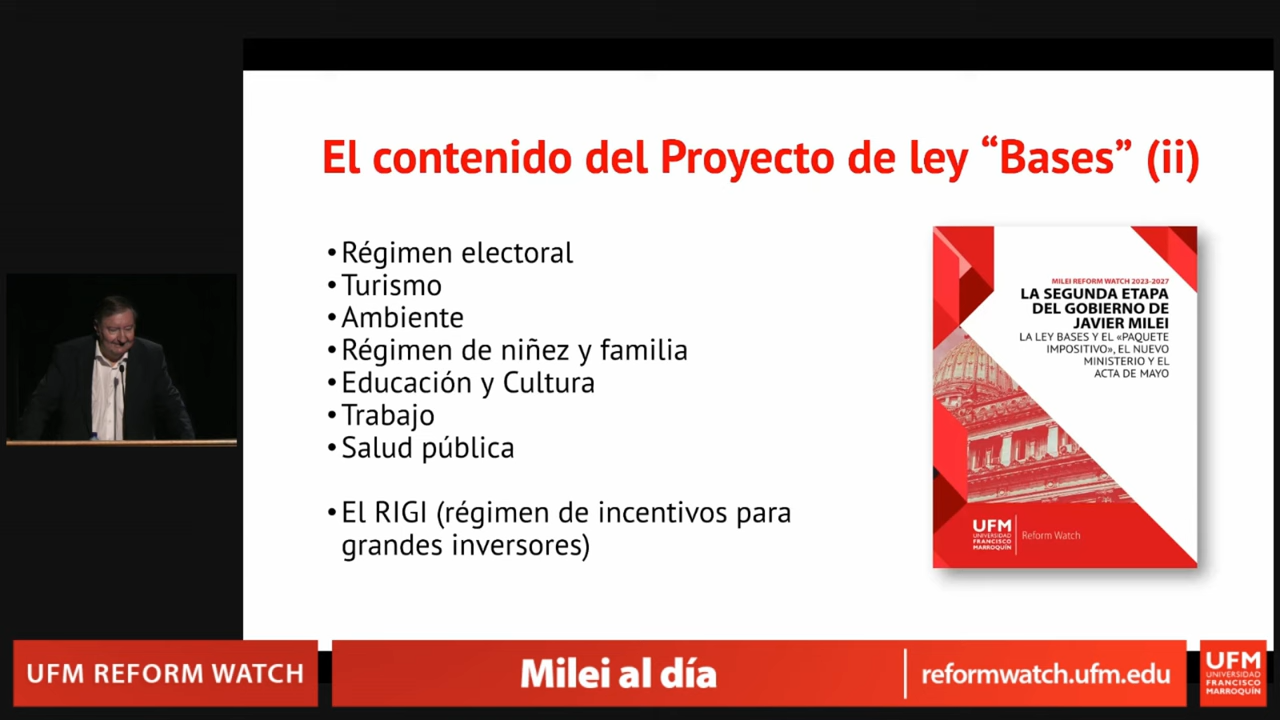 El contenido del Proyecto de ley “Bases” (ii)
• Régimen electoral
• Turismo
• Ambiente
• Régimen de niñez y familia
• Educación y Cultura
• Trabajo
• Salud pública
• El RIGI (régimen de incentivos para
grandes inversores)
MILEI REFORM WATCH 2023-2027
LA SEGUNDA ETAPA
DEL GOBIERNO DE
JAVIER MILEI
LA LEY BASES Y EL «PAQUETE
IMPOSITIVO», EL NUEVO
MINISTERIO Y EL
ACTA DE MAYO
UFM
UNIVERSIDAD
FRANCISCO
MARROQUÍN
Reform Watch
UFM REFORM WATCH
Milei al día
reformwatch.ufm.edu
UFM
UNIVERSIDAD
FRANCISCO
MARROQUÍN